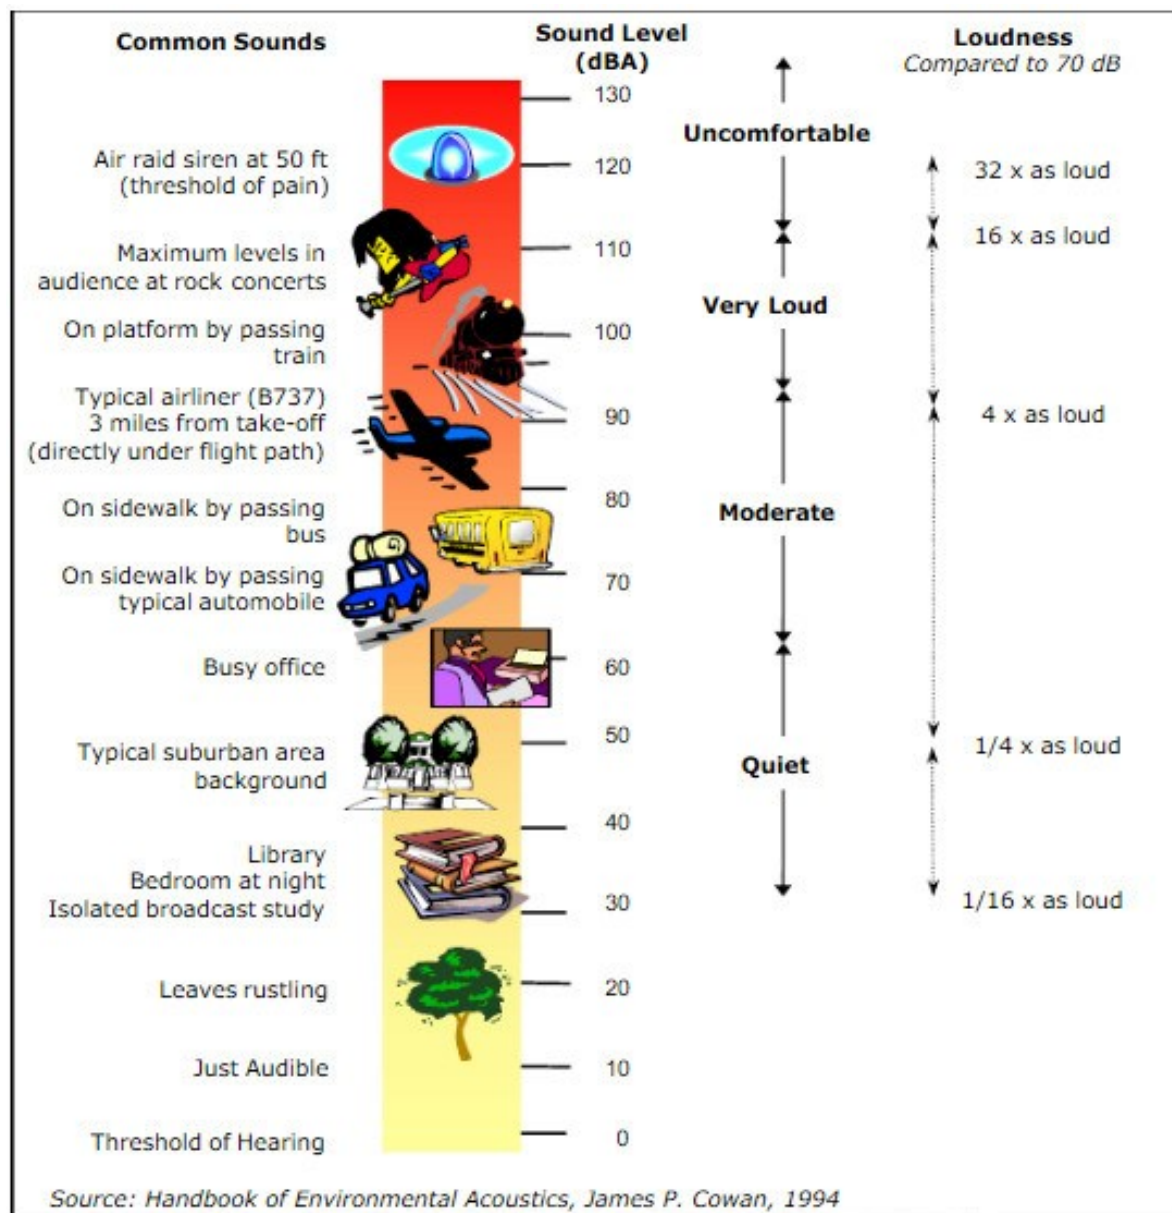 Common Sounds
Sound Level
(dBA)
Loudness
Compared to 70 dB
130
Uncomfortable
Air raid siren at 50 ft
(threshold of pain)
120
32 x as loud
16 x as loud
Maximum levels in
audience at rock concerts
110
Very Loud
On platform by passing
train
100
Typical airliner (B737)
3 miles from take-off
(directly under flight path)
90
4 x as loud
80
On sidewalk by passing
bus
Moderate
On sidewalk by passing
typical automobile
70
Busy office
60
50
1/4 x as loud
Typical suburban area
background
Quiet
40
Library
Bedroom at night
Isolated broadcast study
30
1/16 x as loud
Leaves rustling
20
Just Audible
10
Threshold of Hearing
0
Source: Handbook of Environmental Acoustics, James P. Cowan, 1994